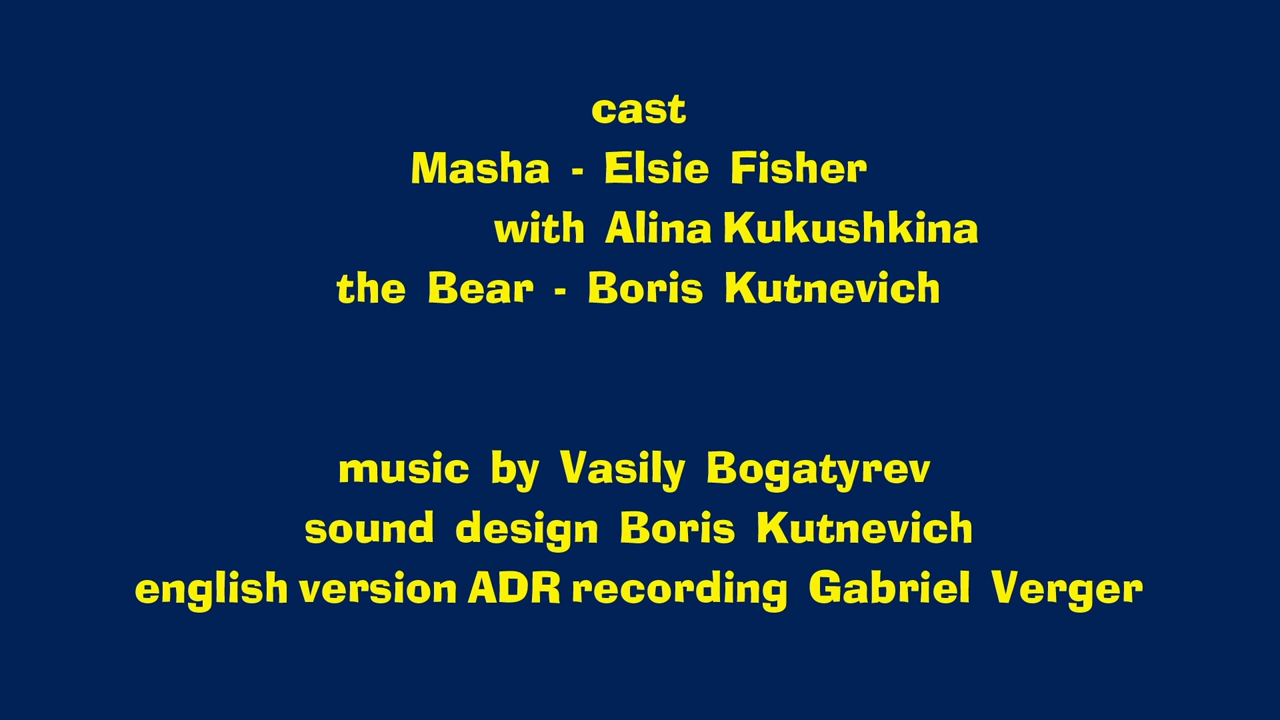 cast
Masha - Elsie Fisher
with Alina Kukushkina
the Bear - Boris Kutnevich
music by Vasily Bogatyrev
sound design Boris Kutnevich
english version ADR recording Gabriel Verger